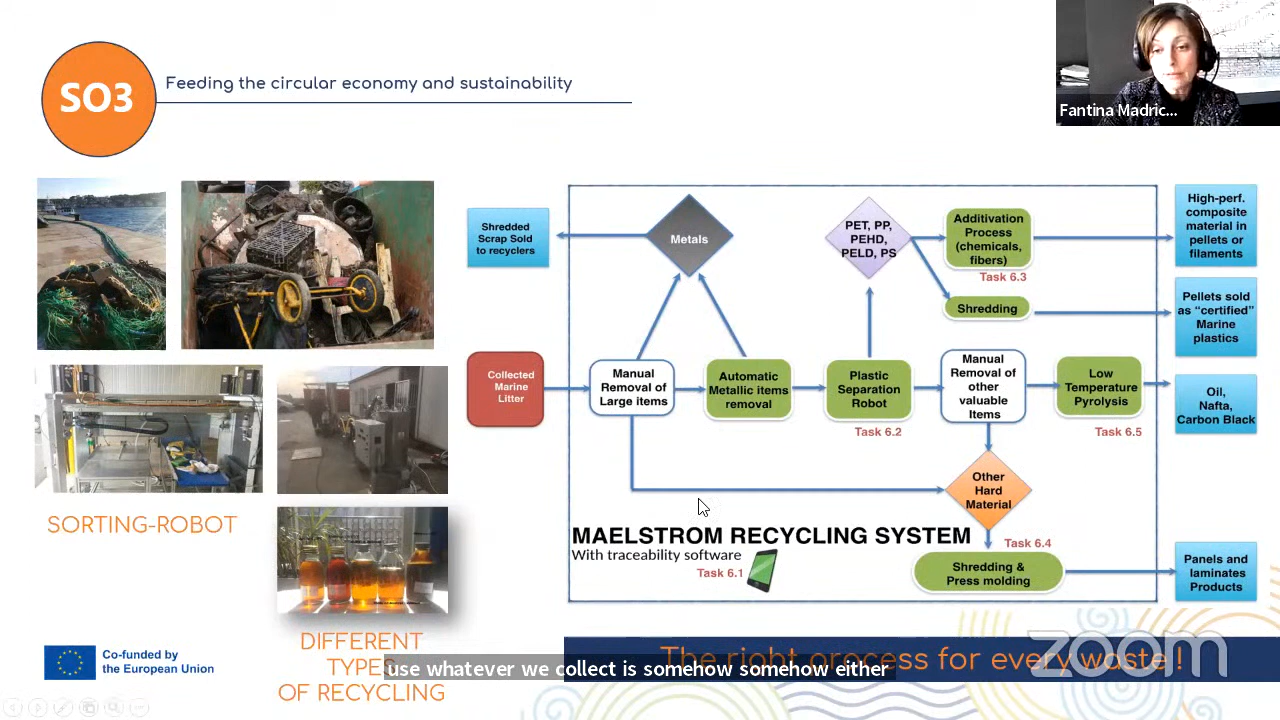 SO3
Feeding the circular economy and sustainability
Fantina Madric...
Shredded
Scrap Sold
to recyclers
Metals
PET, PP,
PEHD,
PELD, PS
Additivation
Process
(chemicals,
fibers)
Task 6.3
High-perf.
composite
material in
pellets or
filaments
Shredding
Pellets sold
as “certified”
Marine
plastics
Collected
Marine
Litter
Manual
Removal of
Large items
Automatic
Metallic items
removal
Plastic
Separation
Robot
Task 6.2
Manual
Removal of
other
valuable
Items
Low
Temperature
Pyrolysis
Task 6.5
Oil,
Nafta,
Carbon Black
Other
Hard
Material
MAELSTROM RECYCLING SYSTEM
With traceability software
Task 6.1
Task 6.4
Shredding &
Press molding
Panels and
laminates
Products
SORTING-ROBOT
DIFFERENT
TYPES
OF RECYCLING
Co-funded by
the European Union
The right process for every waste!
zoom
use whatever we collect is somehow somehow either